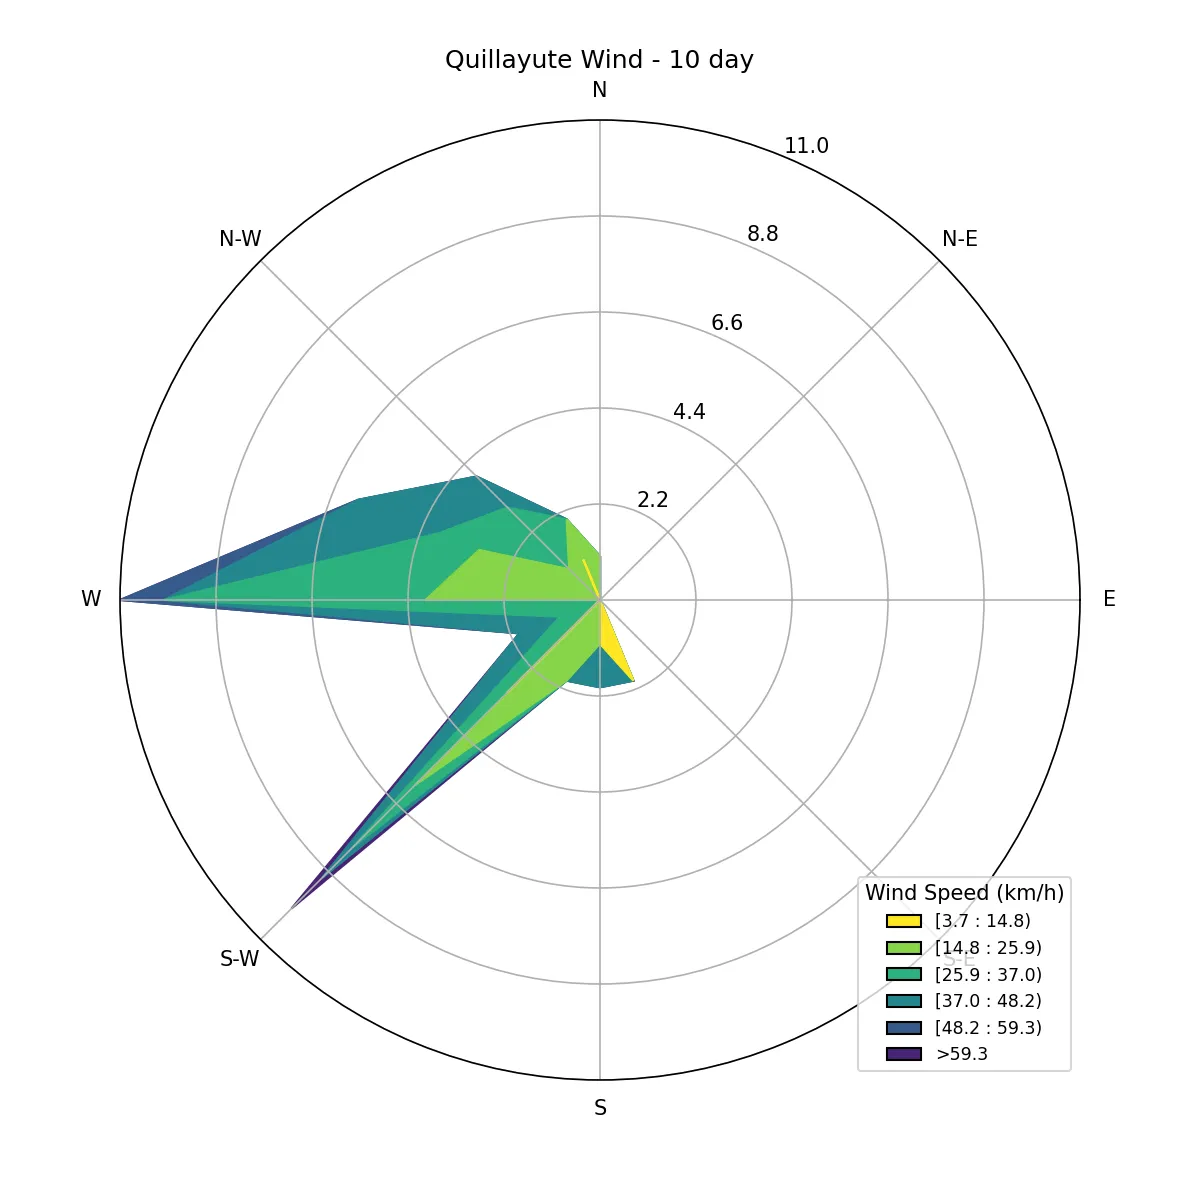 Quillayute Wind - 10 day
N
11.0
N-W
8.8
N-E
6.6
4.4
2.2
W
E
S-W
S-E
S
Wind Speed (km/h)
[3.7 : 14.8)
[14.8 : 25.9)
[25.9 : 37.0)
[37.0 : 48.2)
[48.2 : 59.3)
>59.3